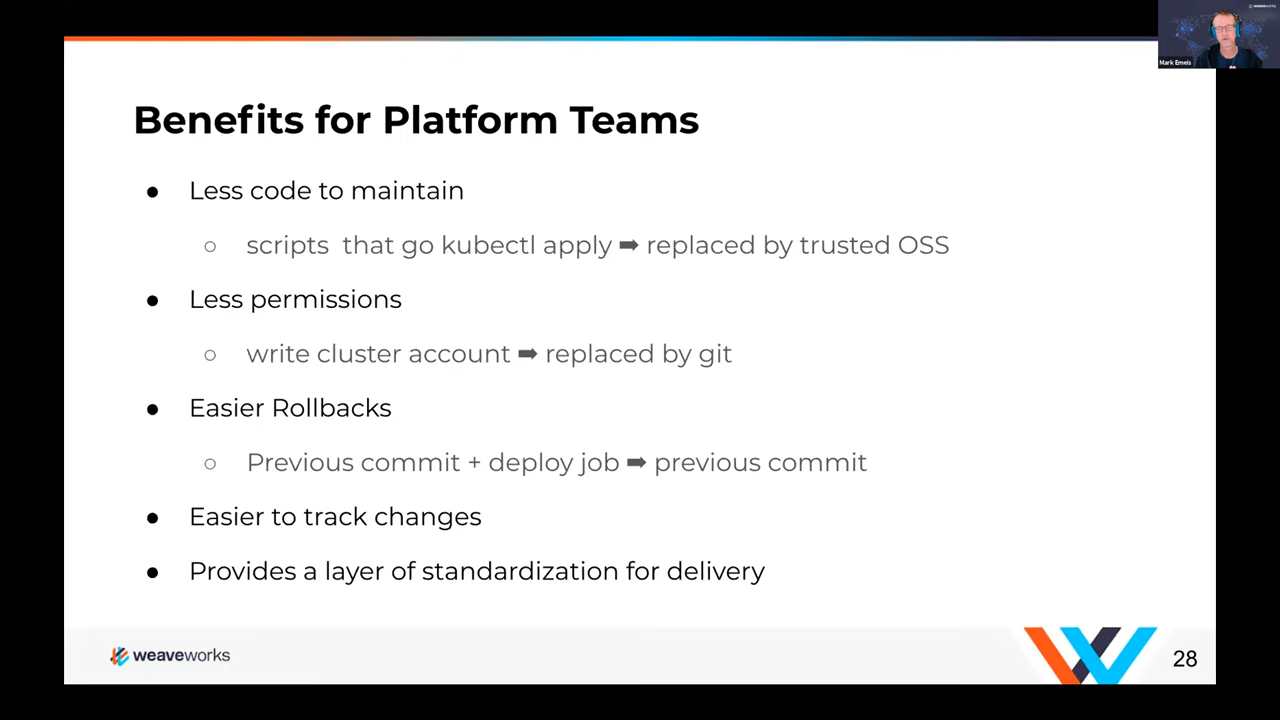 weaveworks
Mark Emeis
Benefits for Platform Teams
● Less code to maintain
○ scripts  that go kubectl apply ➡ replaced by trusted OSS
● Less permissions
○ write cluster account ➡ replaced by git
● Easier Rollbacks
○ Previous commit + deploy job ➡ previous commit
● Easier to track changes
● Provides a layer of standardization for delivery
weaveworks
28